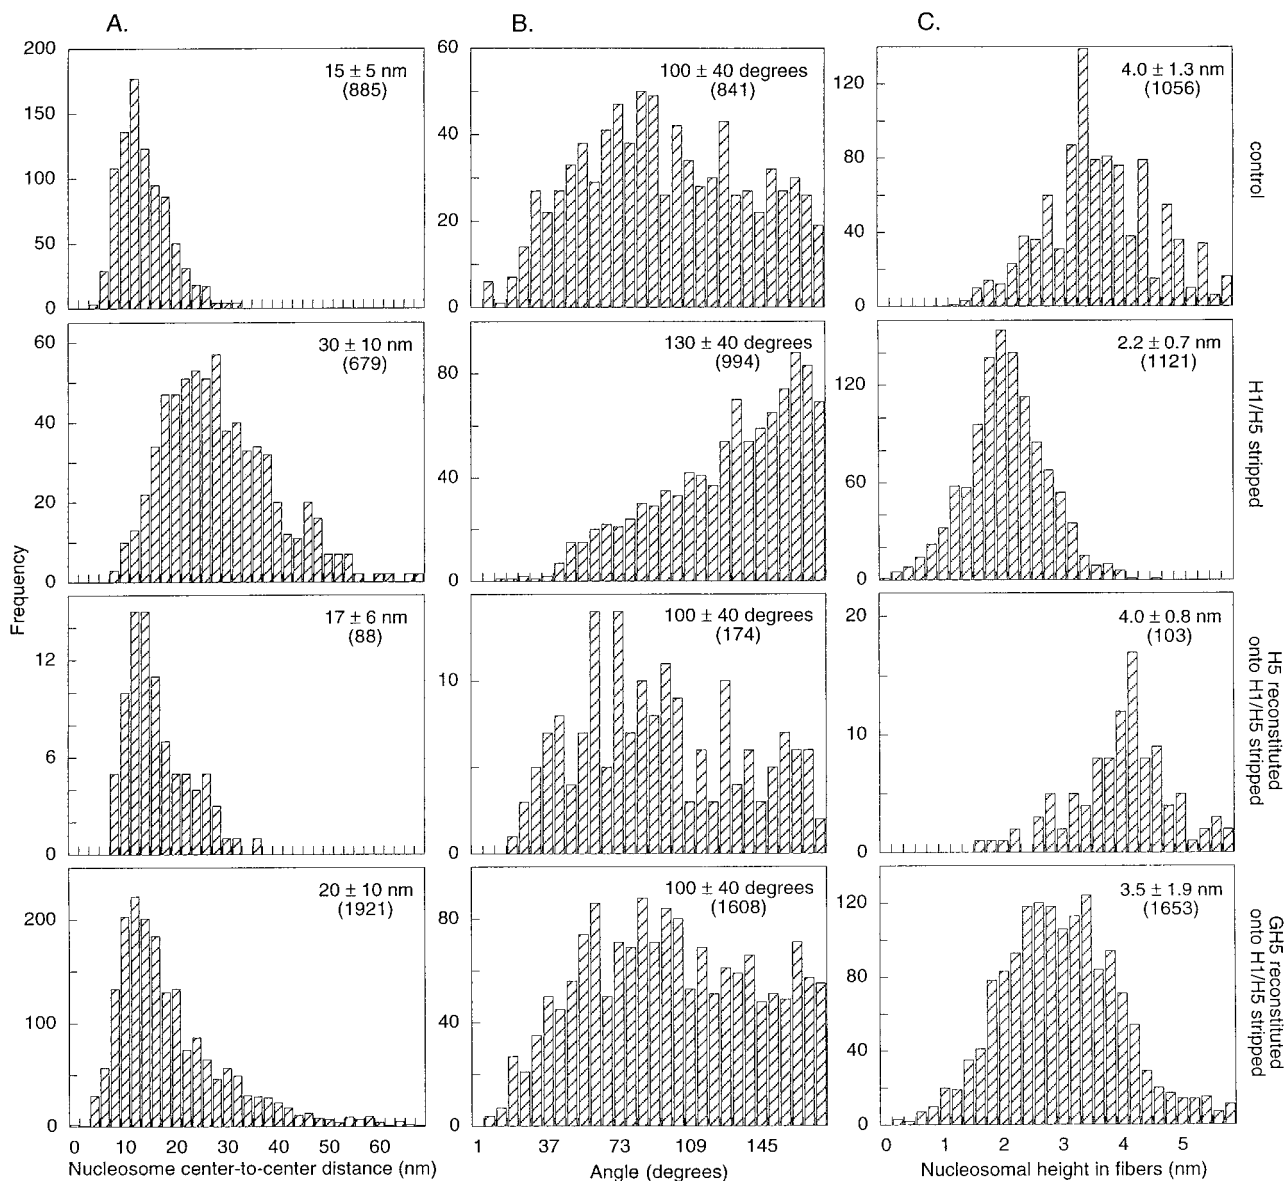 A.
B.
C.
200
150
100
50
0
15 ± 5 nm
(885)
60
40
20
0
100 ± 40 degrees
(841)
120
80
40
0
4.0 ± 1.3 nm
(1056)
control
60
40
20
0
30 ± 10 nm
(679)
80
40
0
130 ± 40 degrees
(994)
120
60
0
2.2 ± 0.7 nm
(1121)
H1/H5 stripped
Frequency
12
6
0
17 ± 6 nm
(88)
10
0
100 ± 40 degrees
(174)
20
10
0
4.0 ± 0.8 nm
(103)
H5 reconstituted
onto H1/H5 stripped
200
100
0
20 ± 10 nm
(1921)
80
40
0
100 ± 40 degrees
(1608)
120
80
40
0
3.5 ± 1.9 nm
(1653)
GH5 reconstituted
onto H1/H5 stripped
0 10 20 30 40 50 60
Nucleosome center-to-center distance (nm)
1 37 73 109 145
Angle (degrees)
0 1 2 3 4 5
Nucleosomal height in fibers (nm)